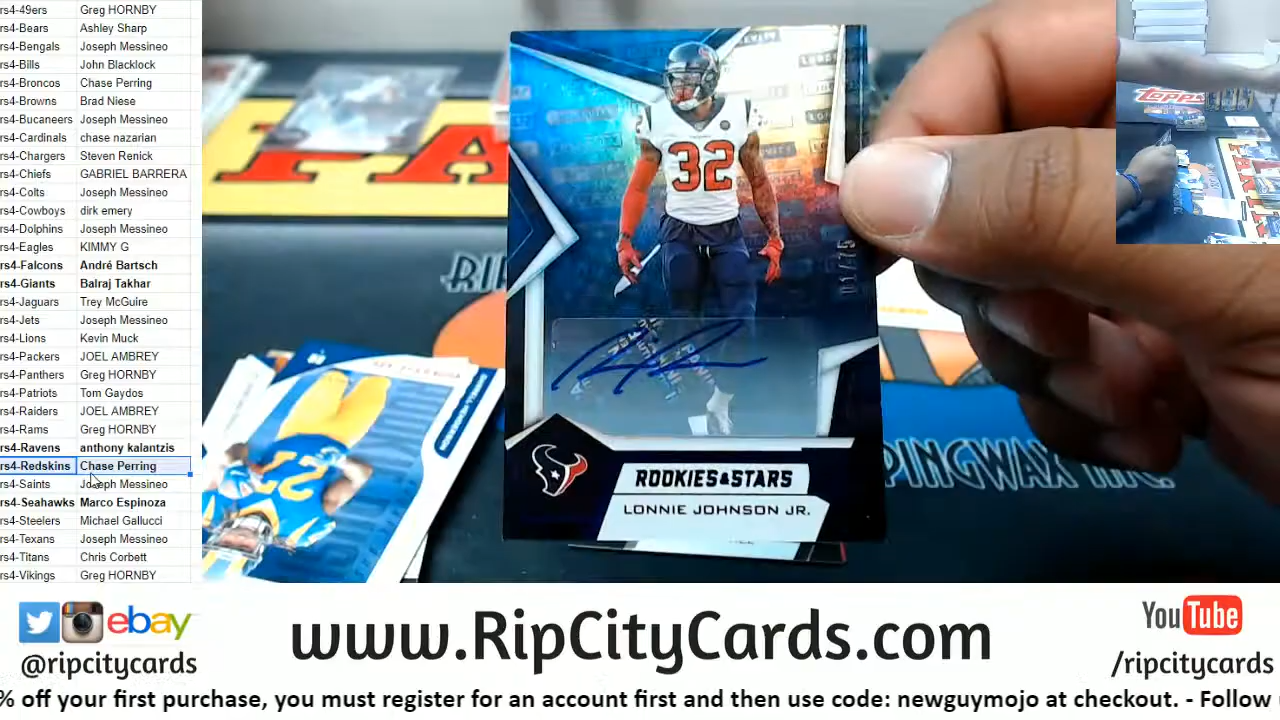 rs4-49ers Greg HORNBY
rs4-Bears Ashley Sharp
rs4-Bengals Joseph Messineo
rs4-Bills John Blacklock
rs4-Broncos Chase Perring
rs4-Browns Brad Niese
rs4-Bucaneers Joseph Messineo
rs4-Cardinals chase nazarian
rs4-Chargers Steven Renick
rs4-Chiefs GABRIEL BARRERA
rs4-Colts Joseph Messineo
rs4-Cowboys dirk emery
rs4-Dolphins Joseph Messineo
rs4-Eagles KIMMY G
rs4-Falcons André Bartsch
rs4-Giants Balraj Takhar
rs4-Jaguars Trey McGuire
rs4-Jets Joseph Messineo
rs4-Lions Kevin Muck
rs4-Packers JOEL AMBREY
rs4-Panthers Greg HORNBY
rs4-Patriots Tom Gaydos
rs4-Raiders JOEL AMBREY
rs4-Rams Greg HORNBY
rs4-Ravens anthony kalantzis
rs4-Redskins Chase Perring
rs4-Saints Joseph Messineo
rs4-Seahawks Marco Espinoza
rs4-Steelers Michael Gallucci
rs4-Texans Joseph Messineo
rs4-Titans Chris Corbett
rs4-Vikings Greg HORNBY
32
ROOKIES&STARS
LONNIE JOHNSON JR.
RIP
PINGWAX INC.
topps
ebay
@ripcitycards
www.RipCityCards.com
YouTube
/ripcitycards
% off your first purchase, you must register for an account first and then use code: newguymojo at checkout. - Follow